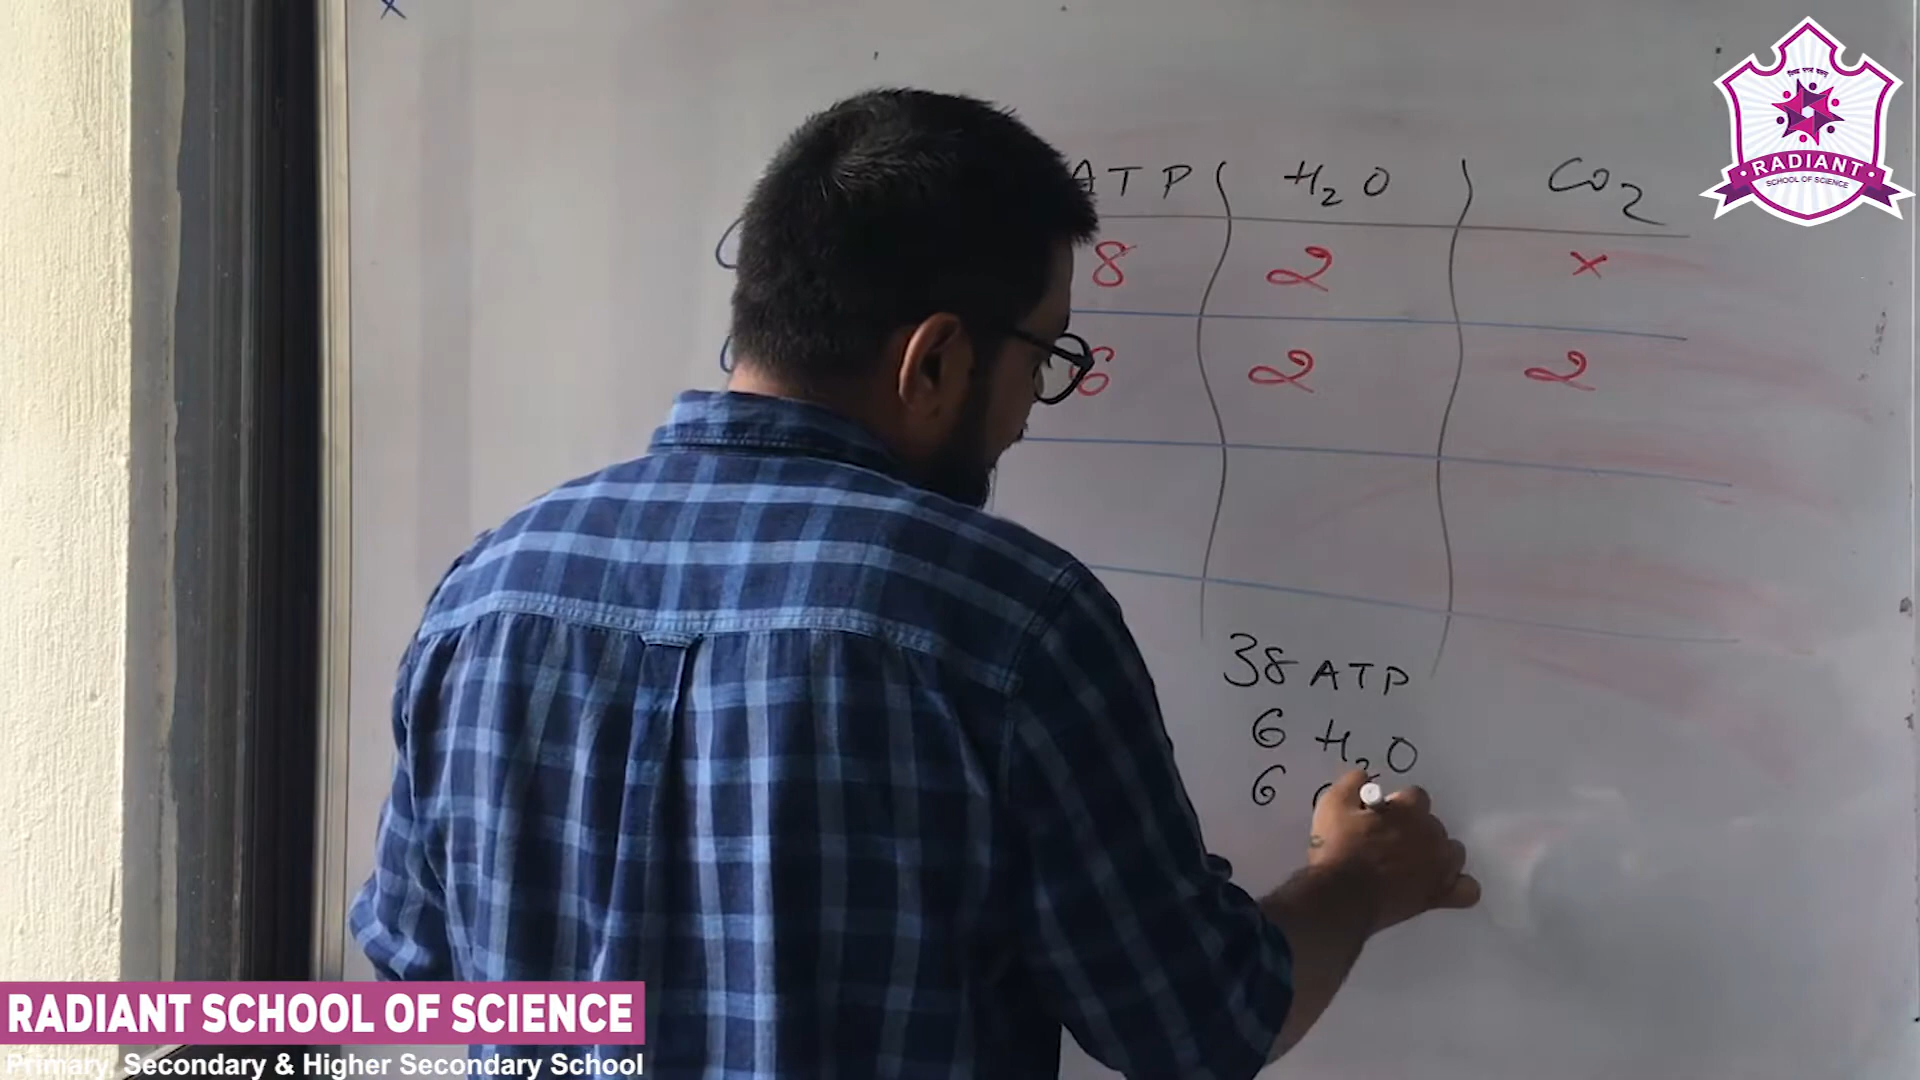 ATP H2O CO2
8 2 x
6 2 2
38 ATP
6 H2O
6
RADIANT
SCHOOL OF SCIENCE
RADIANT SCHOOL OF SCIENCE
Primary, Secondary & Higher Secondary School